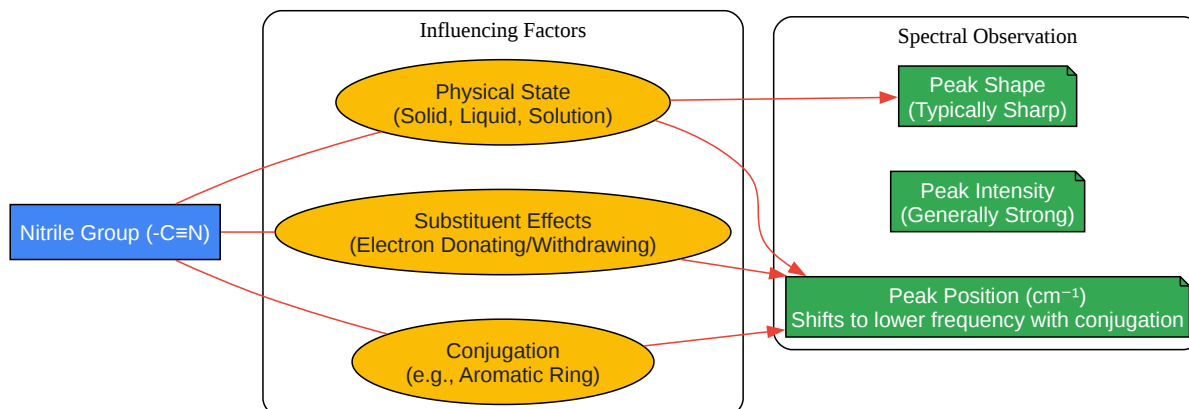 Influencing Factors
Spectral Observation
Physical State
(Solid, Liquid, Solution)
Peak Shape
(Typically Sharp)
Peak Intensity
(Generally Strong)
Nitrile Group (-C≡N)
Substituent Effects
(Electron Donating/Withdrawing)
Peak Position (cm⁻¹)
Shifts to lower frequency with conjugation
Conjugation
(e.g., Aromatic Ring)